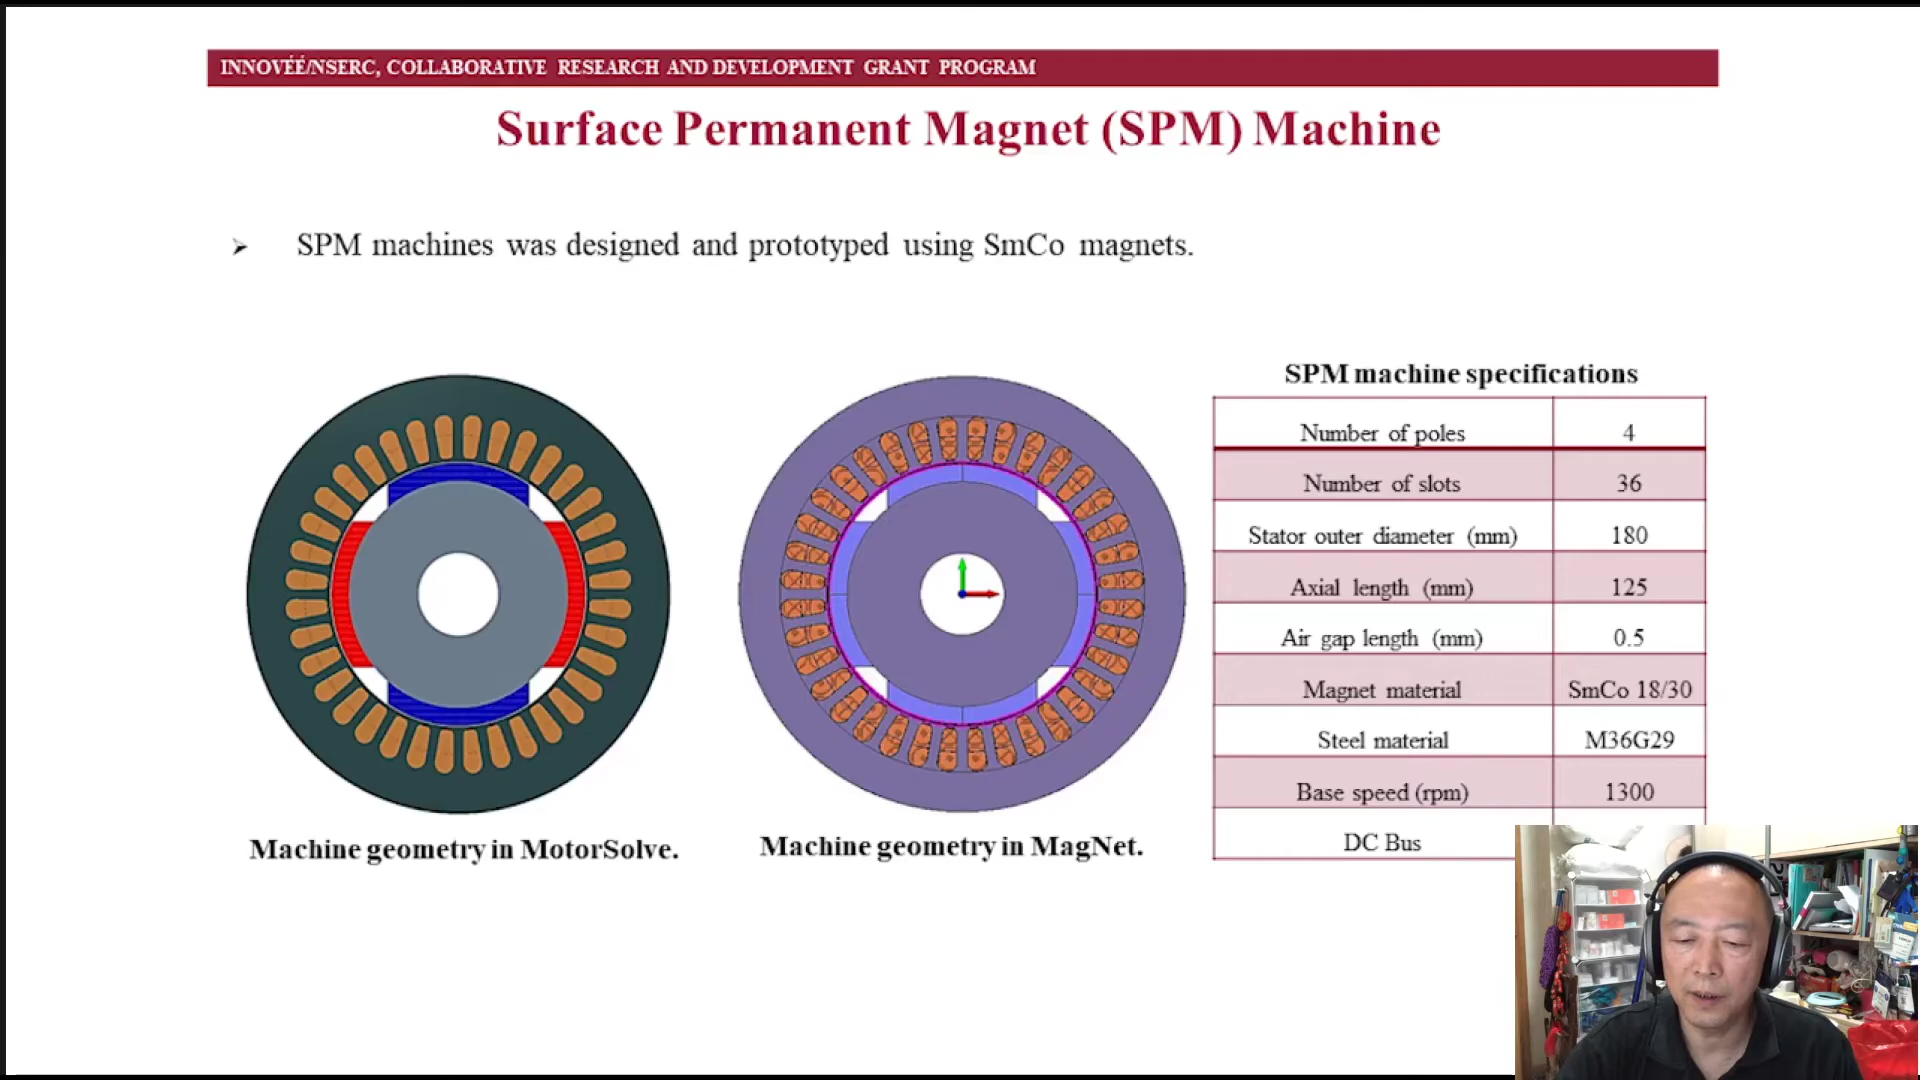 INNOVÉÉ/NSERC, COLLABORATIVE RESEARCH AND DEVELOPMENT GRANT PROGRAM
Surface Permanent Magnet (SPM) Machine
SPM machines was designed and prototyped using SmCo magnets.
SPM machine specifications
Number of poles 4
Number of slots 36
Stator outer diameter (mm) 180
Axial length (mm) 125
Air gap length (mm) 0.5
Magnet material SmCo 18/30
Steel material M36G29
Base speed (rpm) 1300
DC Bus
Machine geometry in MotorSolve.
Machine geometry in MagNet.